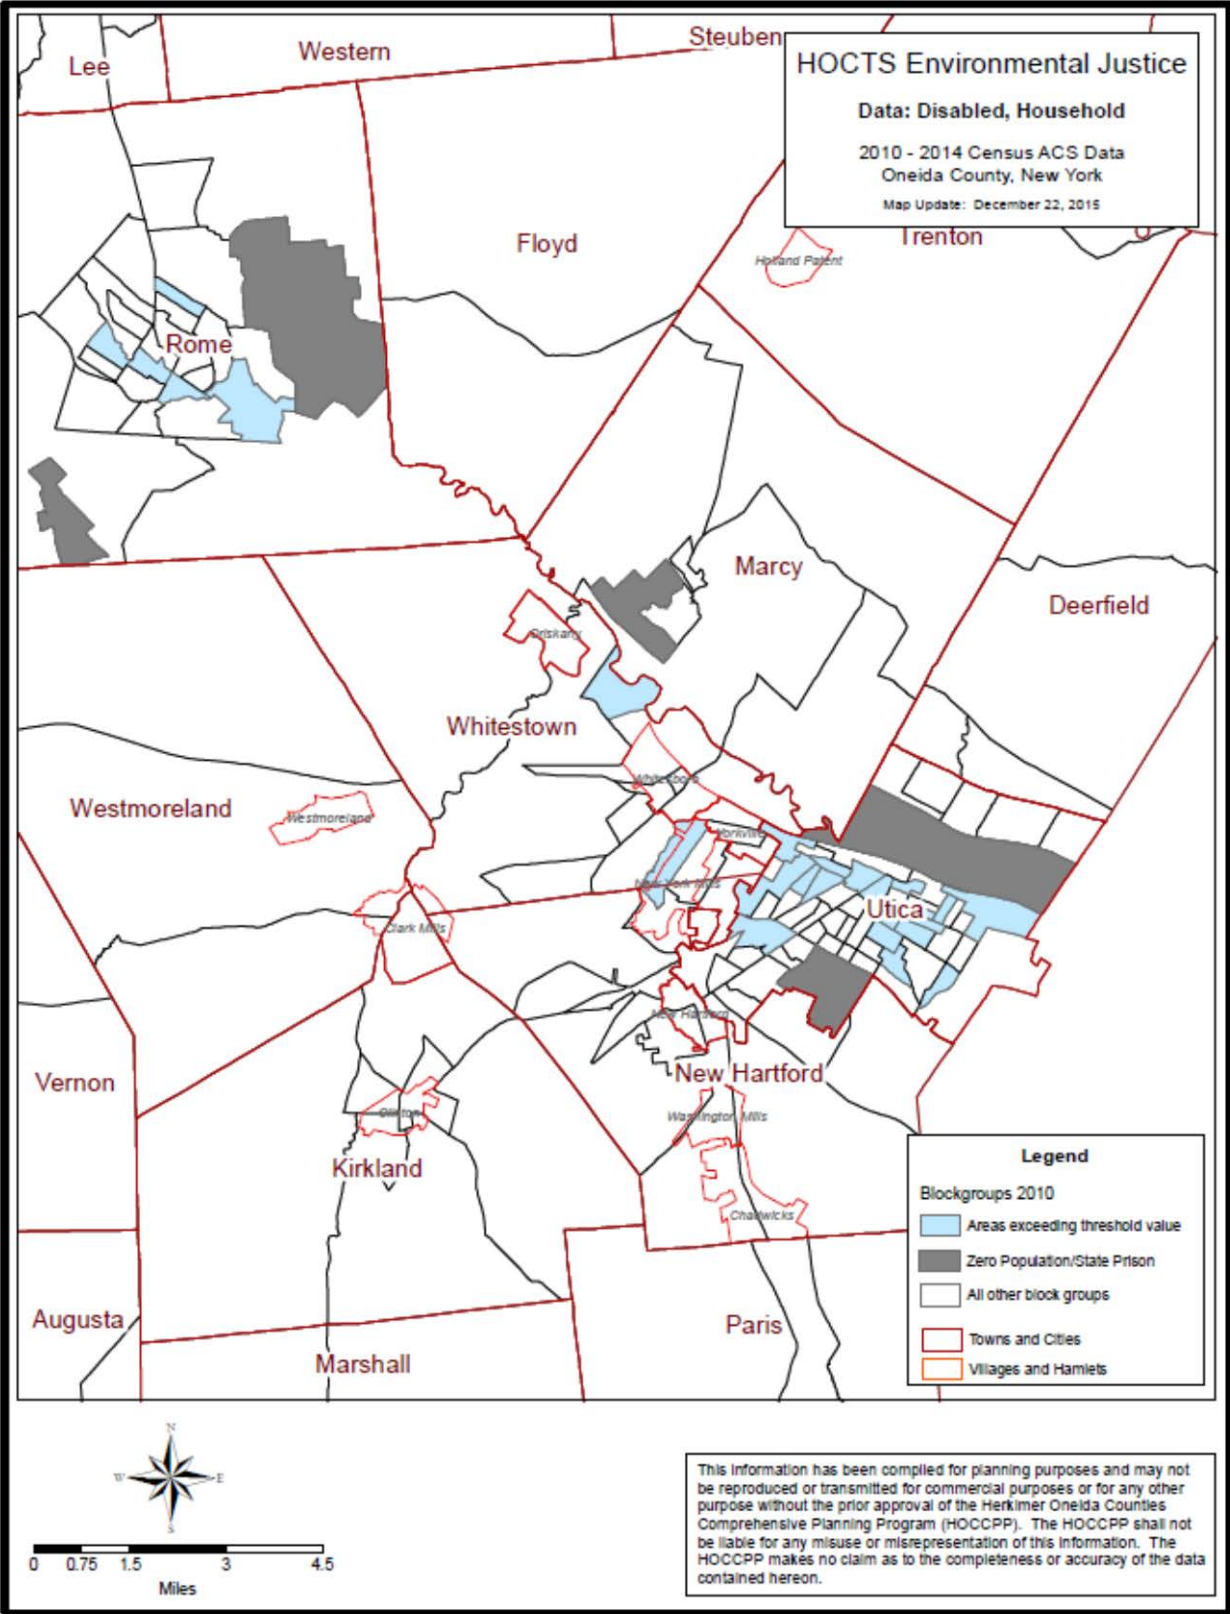 Lee
Western
Steuben
HOCTS Environmental Justice
Data: Disabled, Household
2010 - 2014 Census ACS Data
Oneida County, New York
Map Update: December 22, 2015
Floyd
Trenton
Holland Patent
Rome
Marcy
Deerfield
Oriskany
Whitestown
Whitesboro
Westmoreland
Westmoreland
Yorkville
New York Mills
Utica
Clark Mills
New Hartford
New Hartford
Vernon
Clinton
Washington Mills
Kirkland
Chadwicks
Augusta
Marshall
Paris
Legend
Blockgroups 2010
Areas exceeding threshold value
Zero Population/State Prison
All other block groups
Towns and Cities
Villages and Hamlets
N
W E
S
0 0.75 1.5 3 4.5
Miles
This information has been compiled for planning purposes and may not
be reproduced or transmitted for commercial purposes or for any other
purpose without the prior approval of the Herkimer Oneida Counties
Comprehensive Planning Program (HOCCPP). The HOCCPP shall not
be liable for any misuse or misrepresentation of this information. The
HOCCPP makes no claim as to the completeness or accuracy of the data
contained hereon.